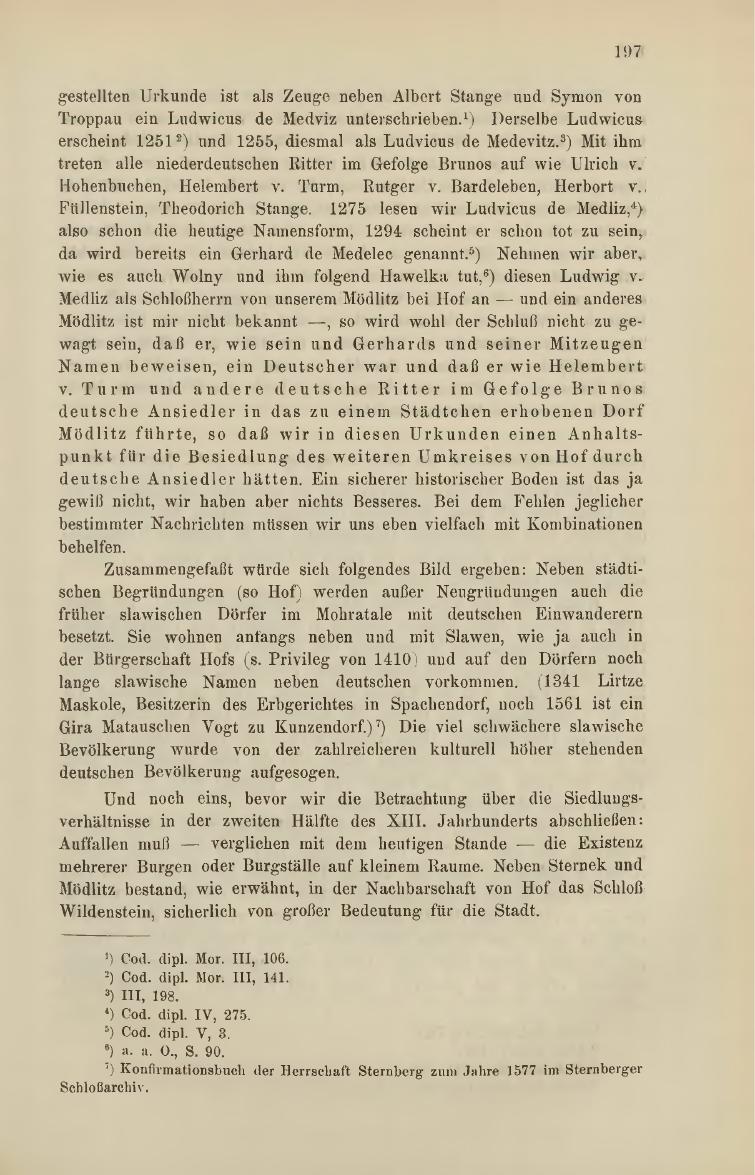 197
gestellten Urkunde ist als Zeuge neben Albert Stange und Symon von
Troppau ein Ludwicus de Medviz unterschrieben.¹) Derselbe Ludwicus
erscheint 1251²) und 1255, diesmal als Ludvicus de Medevitz.³) Mit ihm
treten alle niederdeutschen Ritter im Gefolge Brunos auf wie Ulrich v.
Hohenbuchen, Helembert v. Turm, Rutger v. Bardeleben, Herbort v.
Füllenstein, Theodorich Stange. 1275 lesen wir Ludvicus de Medliz,⁴)
also schon die heutige Namensform, 1294 scheint er schon tot zu sein,
da wird bereits ein Gerhard de Medelec genannt.⁵) Nehmen wir aber,
wie es auch Wolny und ihm folgend Hawelka tut,⁶) diesen Ludwig v.
Medliz als Schloßherrn von unserem Mödlitz bei Hof an — und ein anderes
Mödlitz ist mir nicht bekannt —, so wird wohl der Schluß nicht zu ge-
wagt sein, daß er, wie sein und Gerhards und seiner Mitzeugen
Namen beweisen, ein Deutscher war und daß er wie Helembert
v. Turm und andere deutsche Ritter im Gefolge Brunos
deutsche Ansiedler in das zu einem Städtchen erhobenen Dorf
Mödlitz führte, so daß wir in diesen Urkunden einen Anhalts-
punkt für die Besiedlung des weiteren Umkreises von Hof durch
deutsche Ansiedler hätten. Ein sicherer historischer Boden ist das ja
gewiß nicht, wir haben aber nichts Besseres. Bei dem Fehlen jeglicher
bestimmter Nachrichten müssen wir uns eben vielfach mit Kombinationen
behelfen.
Zusammengefaßt würde sich folgendes Bild ergeben: Neben städti-
schen Begründungen (so Hof) werden außer Neugründungen auch die
früher slawischen Dörfer im Mohratale mit deutschen Einwanderern
besetzt. Sie wohnen anfangs neben und mit Slawen, wie ja auch in
der Bürgerschaft Hofs (s. Privileg von 1410) und auf den Dörfern noch
lange slawische Namen neben deutschen vorkommen. (1341 Lirtze
Maskole, Besitzerin des Erbgerichtes in Spachendorf, noch 1561 ist ein
Gira Matauschen Vogt zu Kunzendorf.)⁷) Die viel schwächere slawische
Bevölkerung wurde von der zahlreicheren kulturell höher stehenden
deutschen Bevölkerung aufgesogen.
Und noch eins, bevor wir die Betrachtung über die Siedlungs-
verhältnisse in der zweiten Hälfte des XIII. Jahrhunderts abschließen:
Auffallen muß — verglichen mit dem heutigen Stande — die Existenz
mehrerer Burgen oder Burgställe auf kleinem Raume. Neben Sternek und
Mödlitz bestand, wie erwähnt, in der Nachbarschaft von Hof das Schloß
Wildenstein, sicherlich von großer Bedeutung für die Stadt.
¹) Cod. dipl. Mor. III, 106.
²) Cod. dipl. Mor. III, 141.
³) III, 198.
⁴) Cod. dipl. IV, 275.
⁵) Cod. dipl. V, 3.
⁶) a. a. O., S. 90.
⁷) Konfirmationsbuch der Herrschaft Sternberg zum Jahre 1577 im Sternberger
Schloßarchiv.